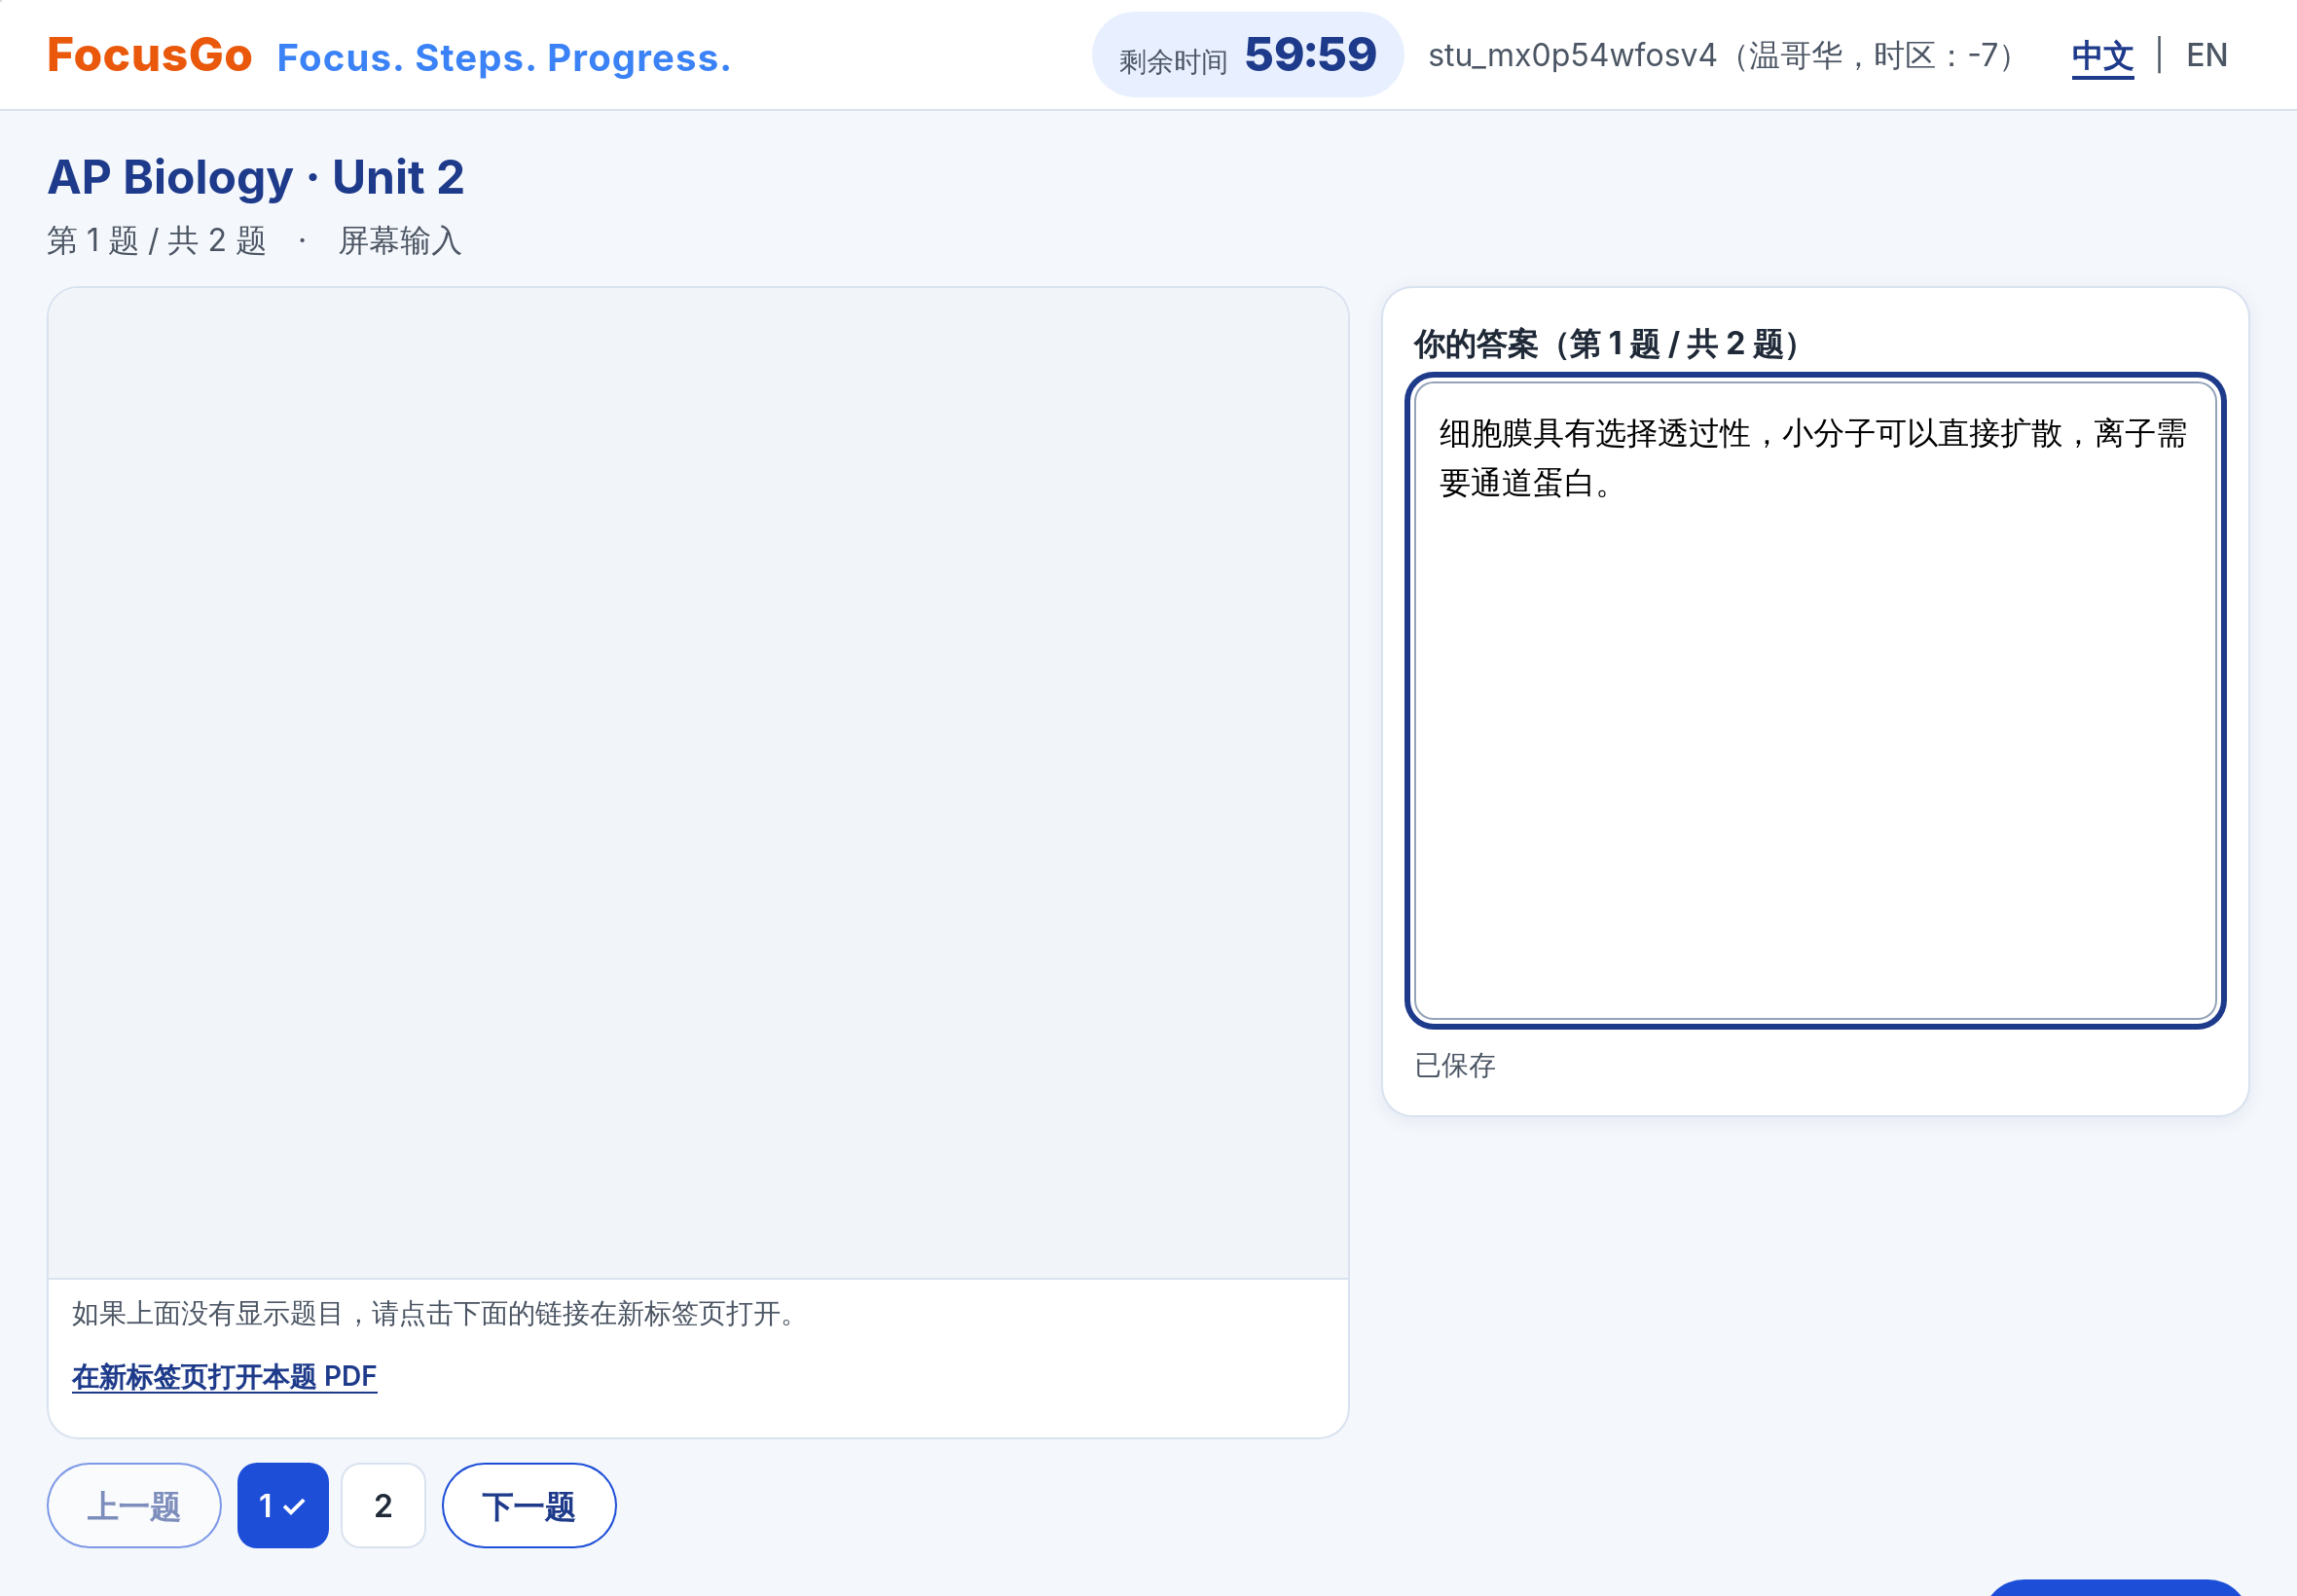 FocusGo Focus. Steps. Progress. 剩余时间 59:59 stu_mx0p54wfosv4（温哥华，时区：-7） 中文 | EN
AP Biology · Unit 2
第 1 题 / 共 2 题 · 屏幕输入
你的答案（第 1 题 / 共 2 题）
细胞膜具有选择透过性，小分子可以直接扩散，离子需
要通道蛋白。
已保存
如果上面没有显示题目，请点击下面的链接在新标签页打开。
在新标签页打开本题 PDF
上一题 1 ✓ 2 下一题